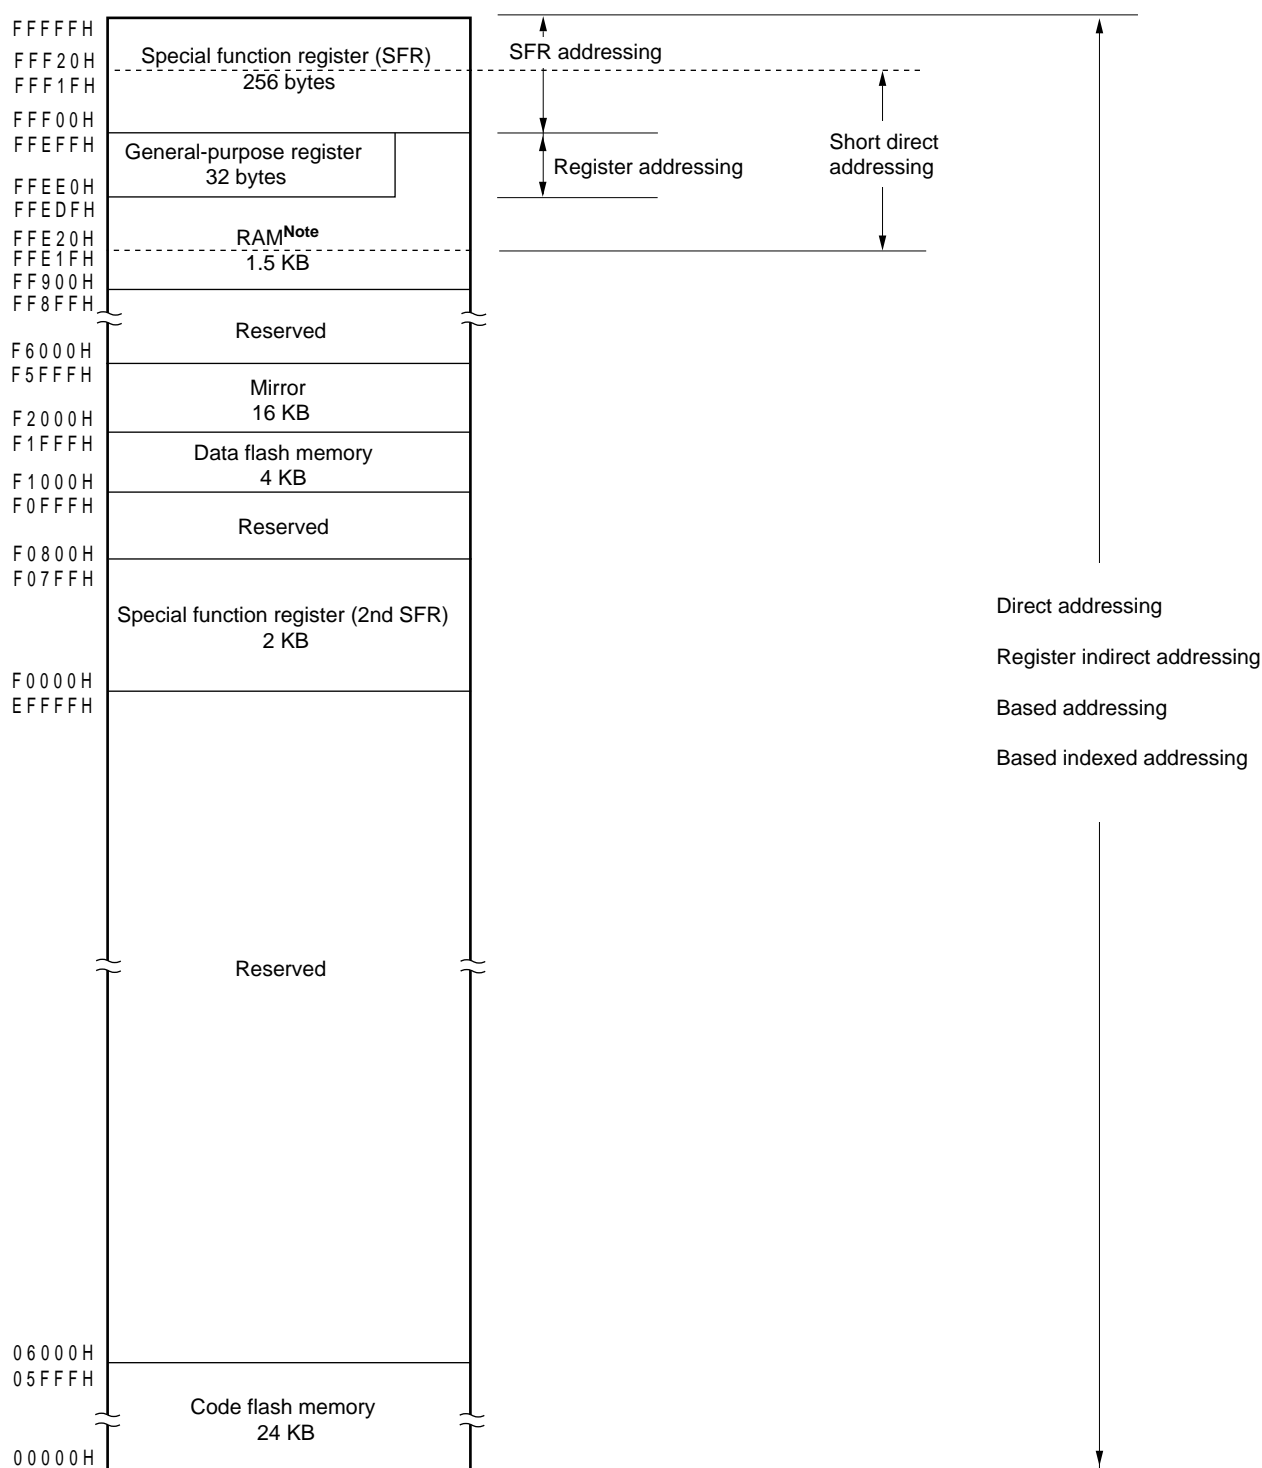 FFFFFH
FFF20H
FFF1FH
FFF00H
FFEFFH
FFEE0H
FFEDFH
FFE20H
FFE1FH
FF900H
FF8FFH
F6000H
F5FFFH
F2000H
F1FFFH
F1000H
F0FFFH
F0800H
F07FFH
F0000H
EFFFFH
06000H
05FFFH
00000H
Special function register (SFR)
256 bytes
General-purpose register
32 bytes
RAMNote
1.5 KB
Reserved
Mirror
16 KB
Data flash memory
4 KB
Reserved
Special function register (2nd SFR)
2 KB
Reserved
Code flash memory
24 KB
SFR addressing
Register addressing
Short direct
addressing
Direct addressing
Register indirect addressing
Based addressing
Based indexed addressing